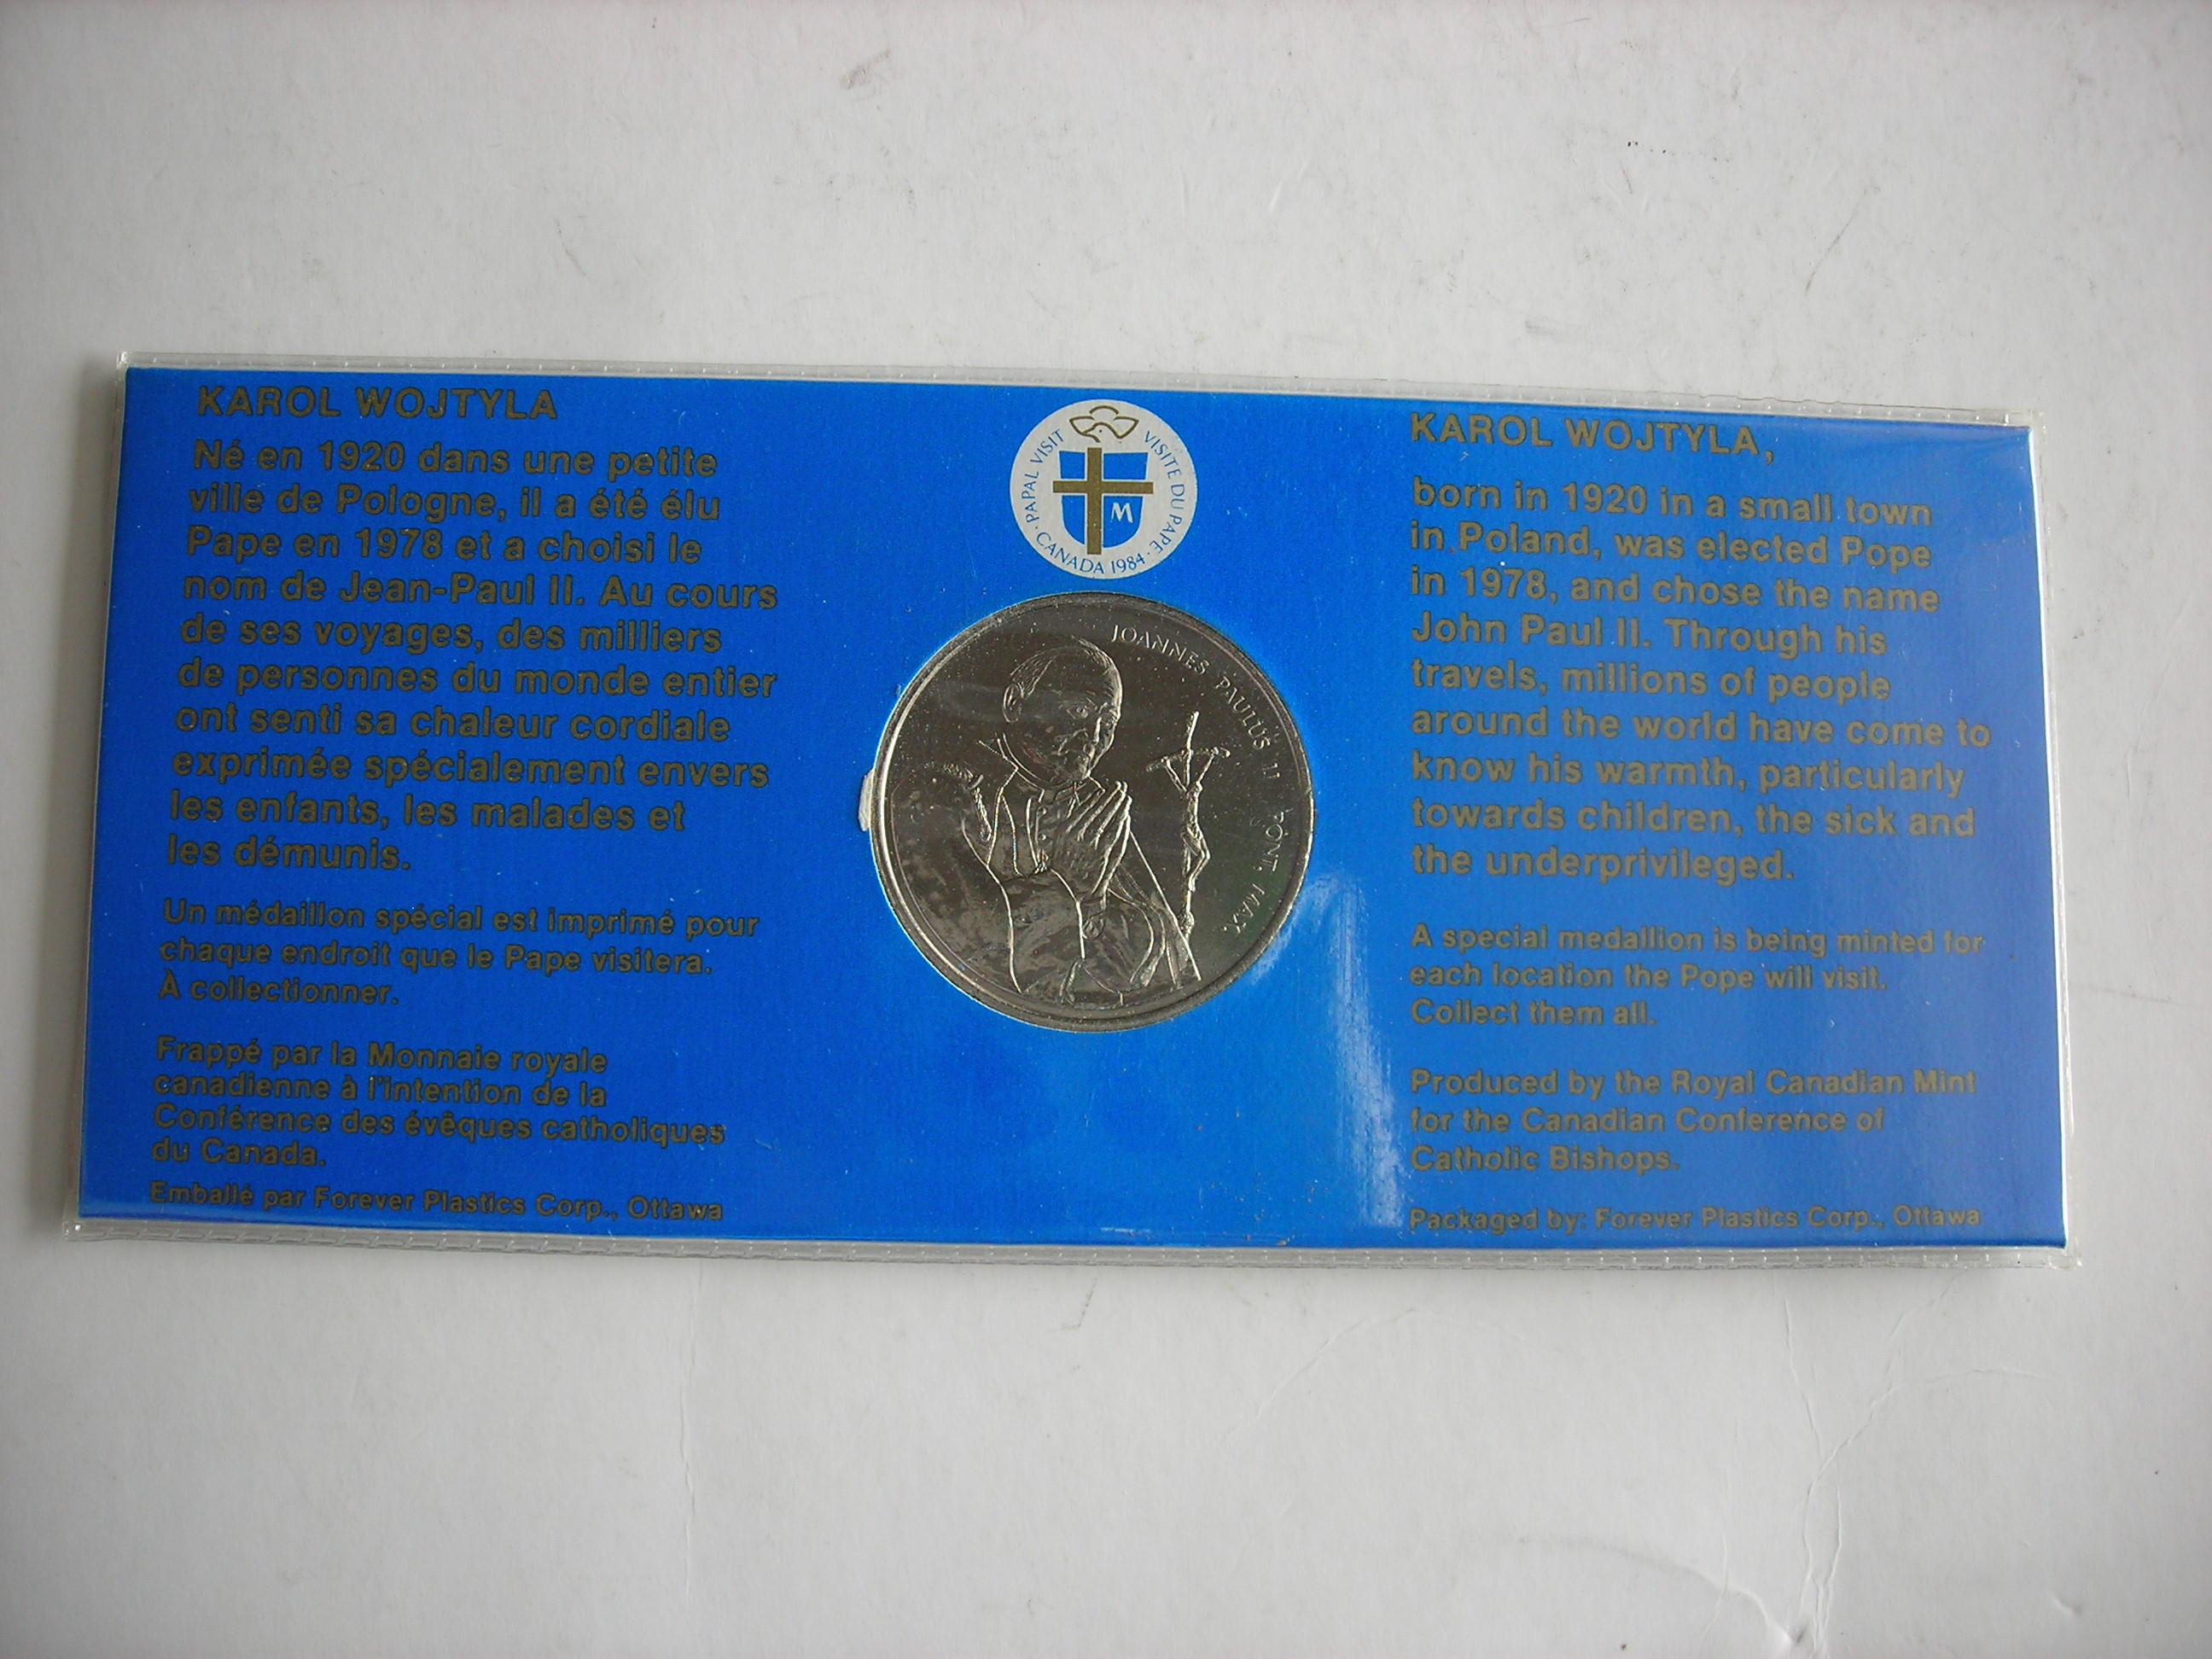 KAROL WOJTYLA
Né en 1920 dans une petite
ville de Pologne, il a été élu
Pape en 1978 et a choisi le
nom de Jean-Paul II. Au cours
de ses voyages, des milliers
de personnes du monde entier
ont senti sa chaleur cordiale
exprimée spécialement envers
les enfants, les malades et
les démunis.
Un médaillon spécial est imprimé pour
chaque endroit que le Pape visitera.
À collectionner.
Frappé par la Monnaie royale
canadienne à l'intention de la
Conférence des évêques catholiques
du Canada.
Emballé par Forever Plastics Corp., Ottawa
PAPAL VISIT · VISITE DU PAPE · CANADA 1984 ·
M
JOANNES PAULUS II PONT. MAX.
KAROL WOJTYLA,
born in 1920 in a small town
in Poland, was elected Pope
in 1978, and chose the name
John Paul II. Through his
travels, millions of people
around the world have come to
know his warmth, particularly
towards children, the sick and
the underprivileged.
A special medallion is being minted for
each location the Pope will visit.
Collect them all.
Produced by the Royal Canadian Mint
for the Canadian Conference of
Catholic Bishops.
Packaged by: Forever Plastics Corp., Ottawa